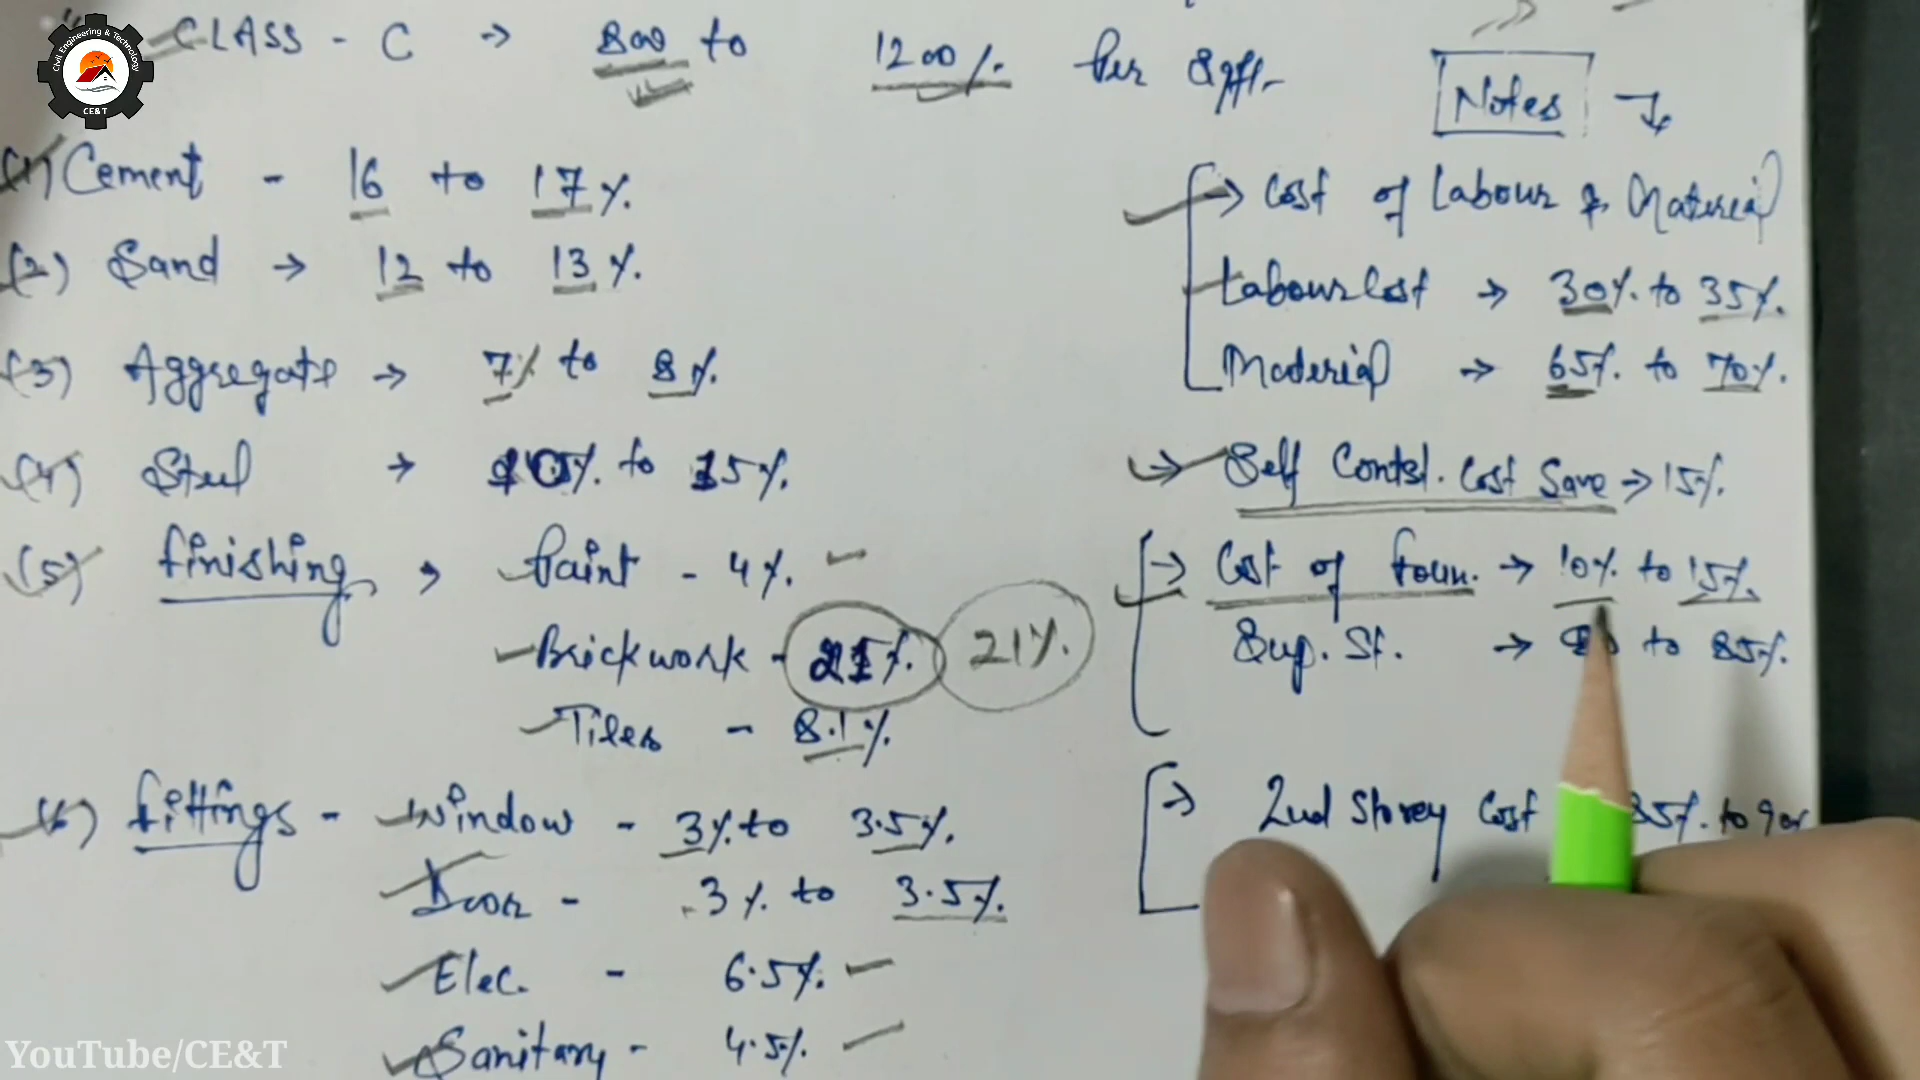 CLASS - C → 800 to 1200/. Per Sqft.
(1) Cement - 16 to 17%.
(2) Sand → 12 to 13%.
(3) Aggregate → 7% to 8%.
(4) Steel → to 15%.
(5) finishing → Paint - 4%.
Brickwork - 21%. 21%.
Tiles - 8.1%.
(6) fittings - Window - 3% to 3.5%.
Door - 3% to 3.5%.
Elec. - 6.5%.
Sanitary - 4.5%.
Notes
→ Cost of Labour & Material
Labour Cost → 30%. to 35%.
Material → 65%. to 70%.
→ Self Contst. Cost Save → 15%.
→ Cost of foun. → 10%. to 15%.
Sup. St. → to 85%.
→ 2nd Storey Cost 85%. to 90%
Civil Engineering & Technology
CE&T
YouTube/CE&T